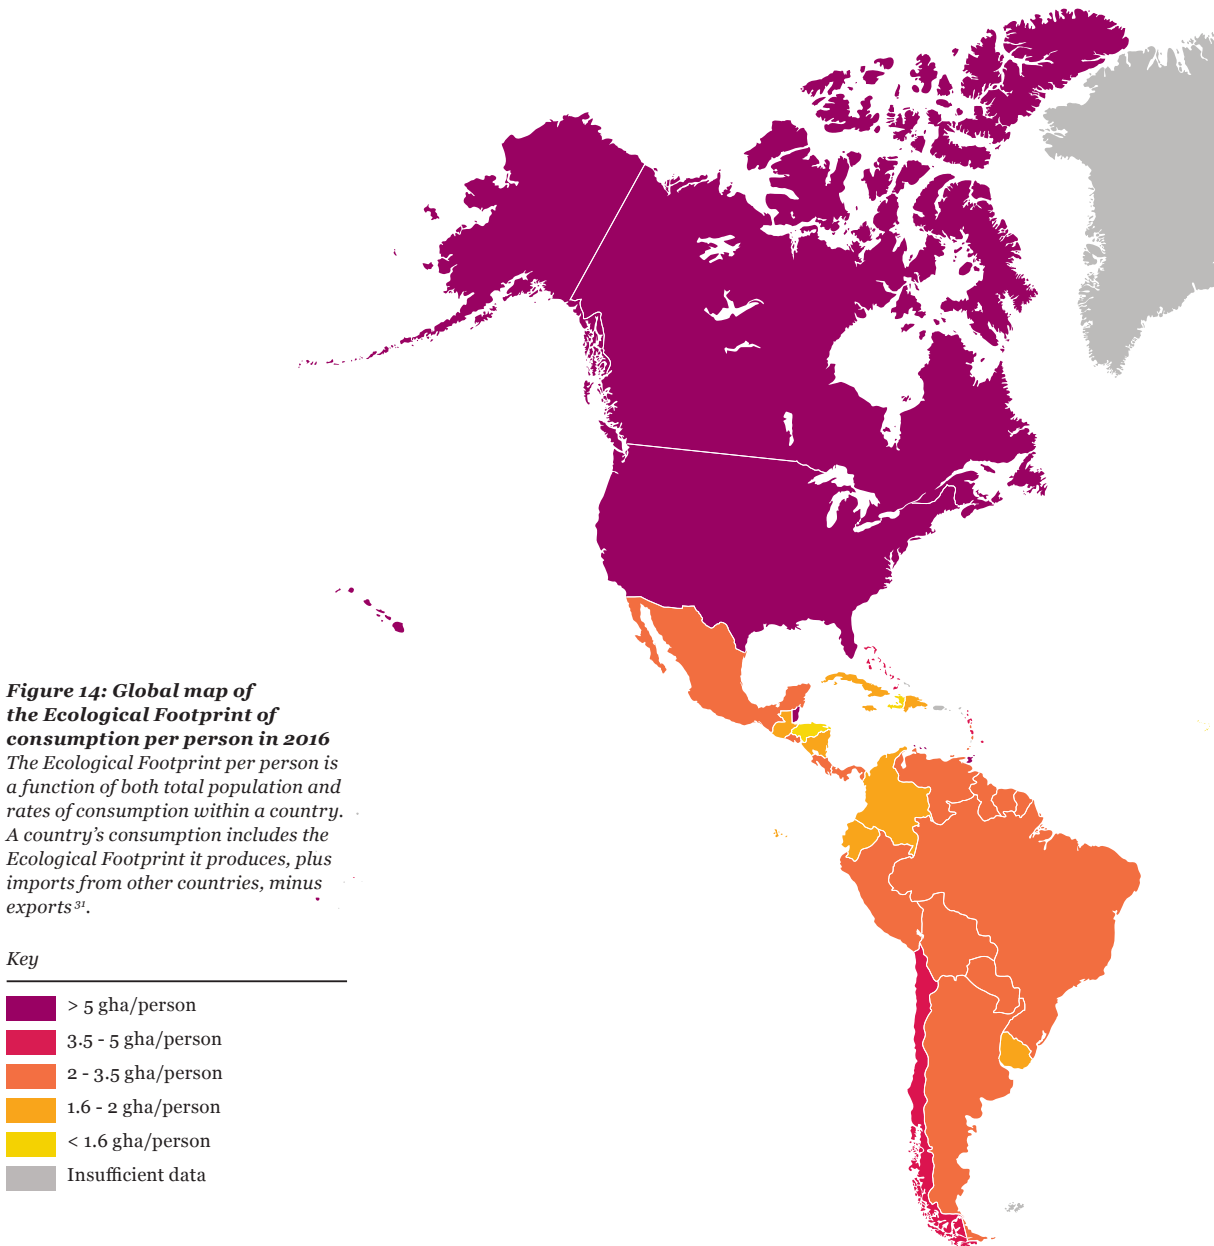 Figure 14: Global map of
the Ecological Footprint of
consumption per person in 2016
The Ecological Footprint per person is
a function of both total population and
rates of consumption within a country.
A country’s consumption includes the
Ecological Footprint it produces, plus
imports from other countries, minus
exports³¹.
Key
> 5 gha/person
3.5 - 5 gha/person
2 - 3.5 gha/person
1.6 - 2 gha/person
< 1.6 gha/person
Insufficient data